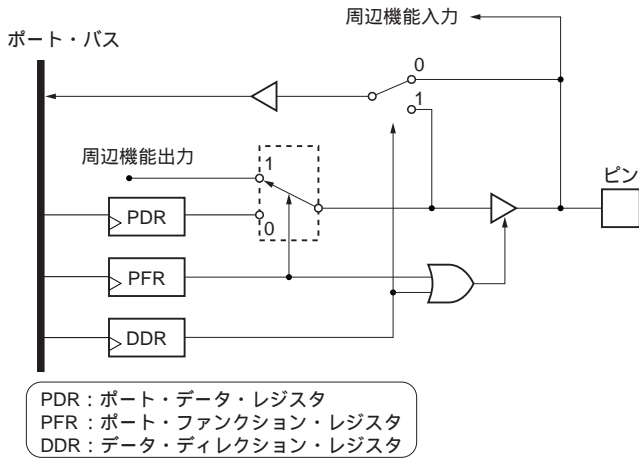 周辺機能入力
ポート・バス
0
1
周辺機能出力
1
ピン
PDR
0
PFR
DDR
PDR：ポート・データ・レジスタ
PFR：ポート・ファンクション・レジスタ
DDR：データ・ディレクション・レジスタ